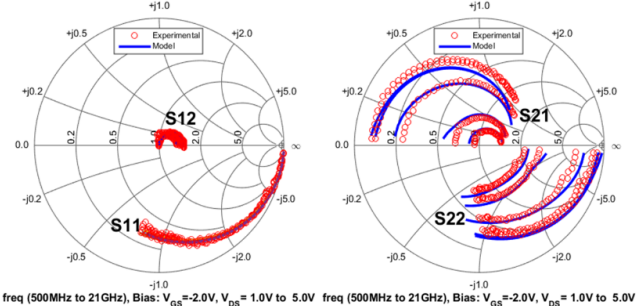 +j1.0
+j0.5
+j2.0
Experimental
Model
+j0.2
+j5.0
S12
0.0
0.2
0.5
1.0
2.0
5.0
∞
-j0.2
-j5.0
S11
-j0.5
-j2.0
-j1.0
freq (500MHz to 21GHz), Bias: VGS=-2.0V, VDS= 1.0V to 5.0V
+j1.0
+j0.5
+j2.0
Experimental
Model
+j0.2
+j5.0
S21
0.0
0.2
0.5
1.0
2.0
5.0
∞
-j0.2
-j5.0
S22
-j0.5
-j2.0
-j1.0
freq (500MHz to 21GHz), Bias: VGS=-2.0V, VDS= 1.0V to 5.0V